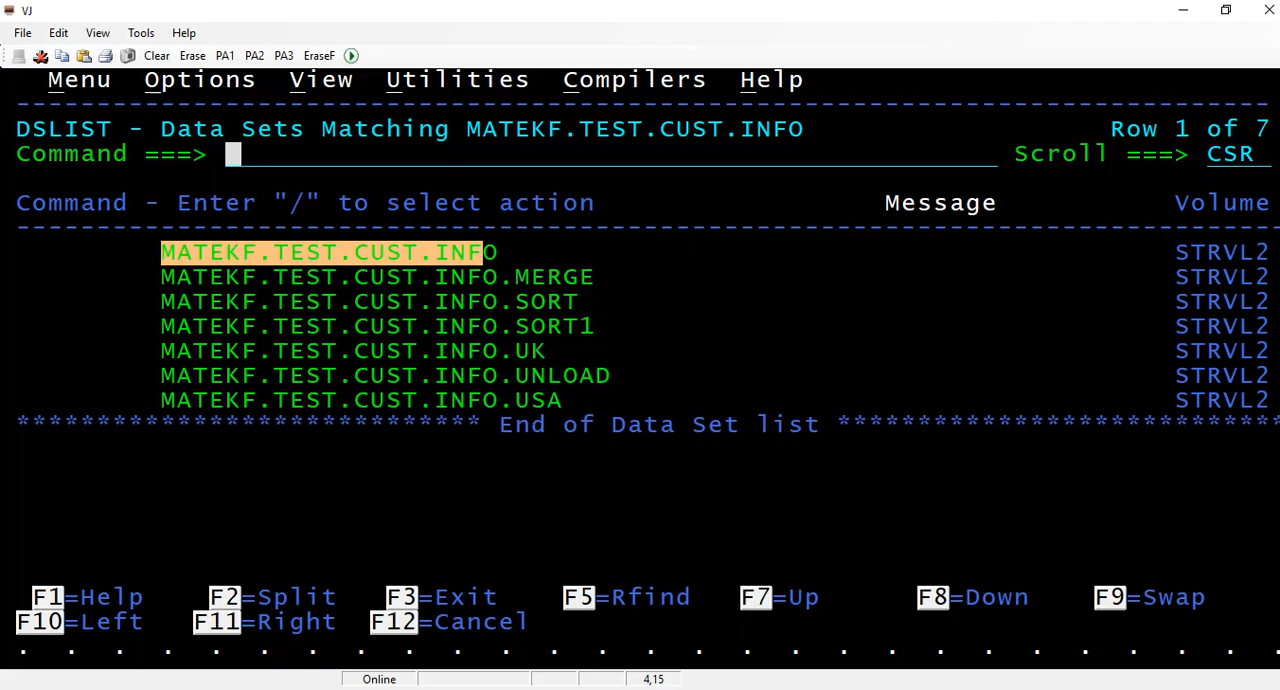 VJ
File Edit View Tools Help
Clear Erase PA1 PA2 PA3 EraseF
Menu Options View Utilities Compilers Help
DSLIST - Data Sets Matching MATEKF.TEST.CUST.INFO Row 1 of 7
Command ===> Scroll ===> CSR
Command - Enter "/" to select action Message Volume
MATEKF.TEST.CUST.INFO STRVL2
MATEKF.TEST.CUST.INFO.MERGE STRVL2
MATEKF.TEST.CUST.INFO.SORT STRVL2
MATEKF.TEST.CUST.INFO.SORT1 STRVL2
MATEKF.TEST.CUST.INFO.UK STRVL2
MATEKF.TEST.CUST.INFO.UNLOAD STRVL2
MATEKF.TEST.CUST.INFO.USA STRVL2
***************************** End of Data Set list ****************************
F1=Help F2=Split F3=Exit F5=Rfind F7=Up F8=Down F9=Swap
F10=Left F11=Right F12=Cancel
Online 4,15